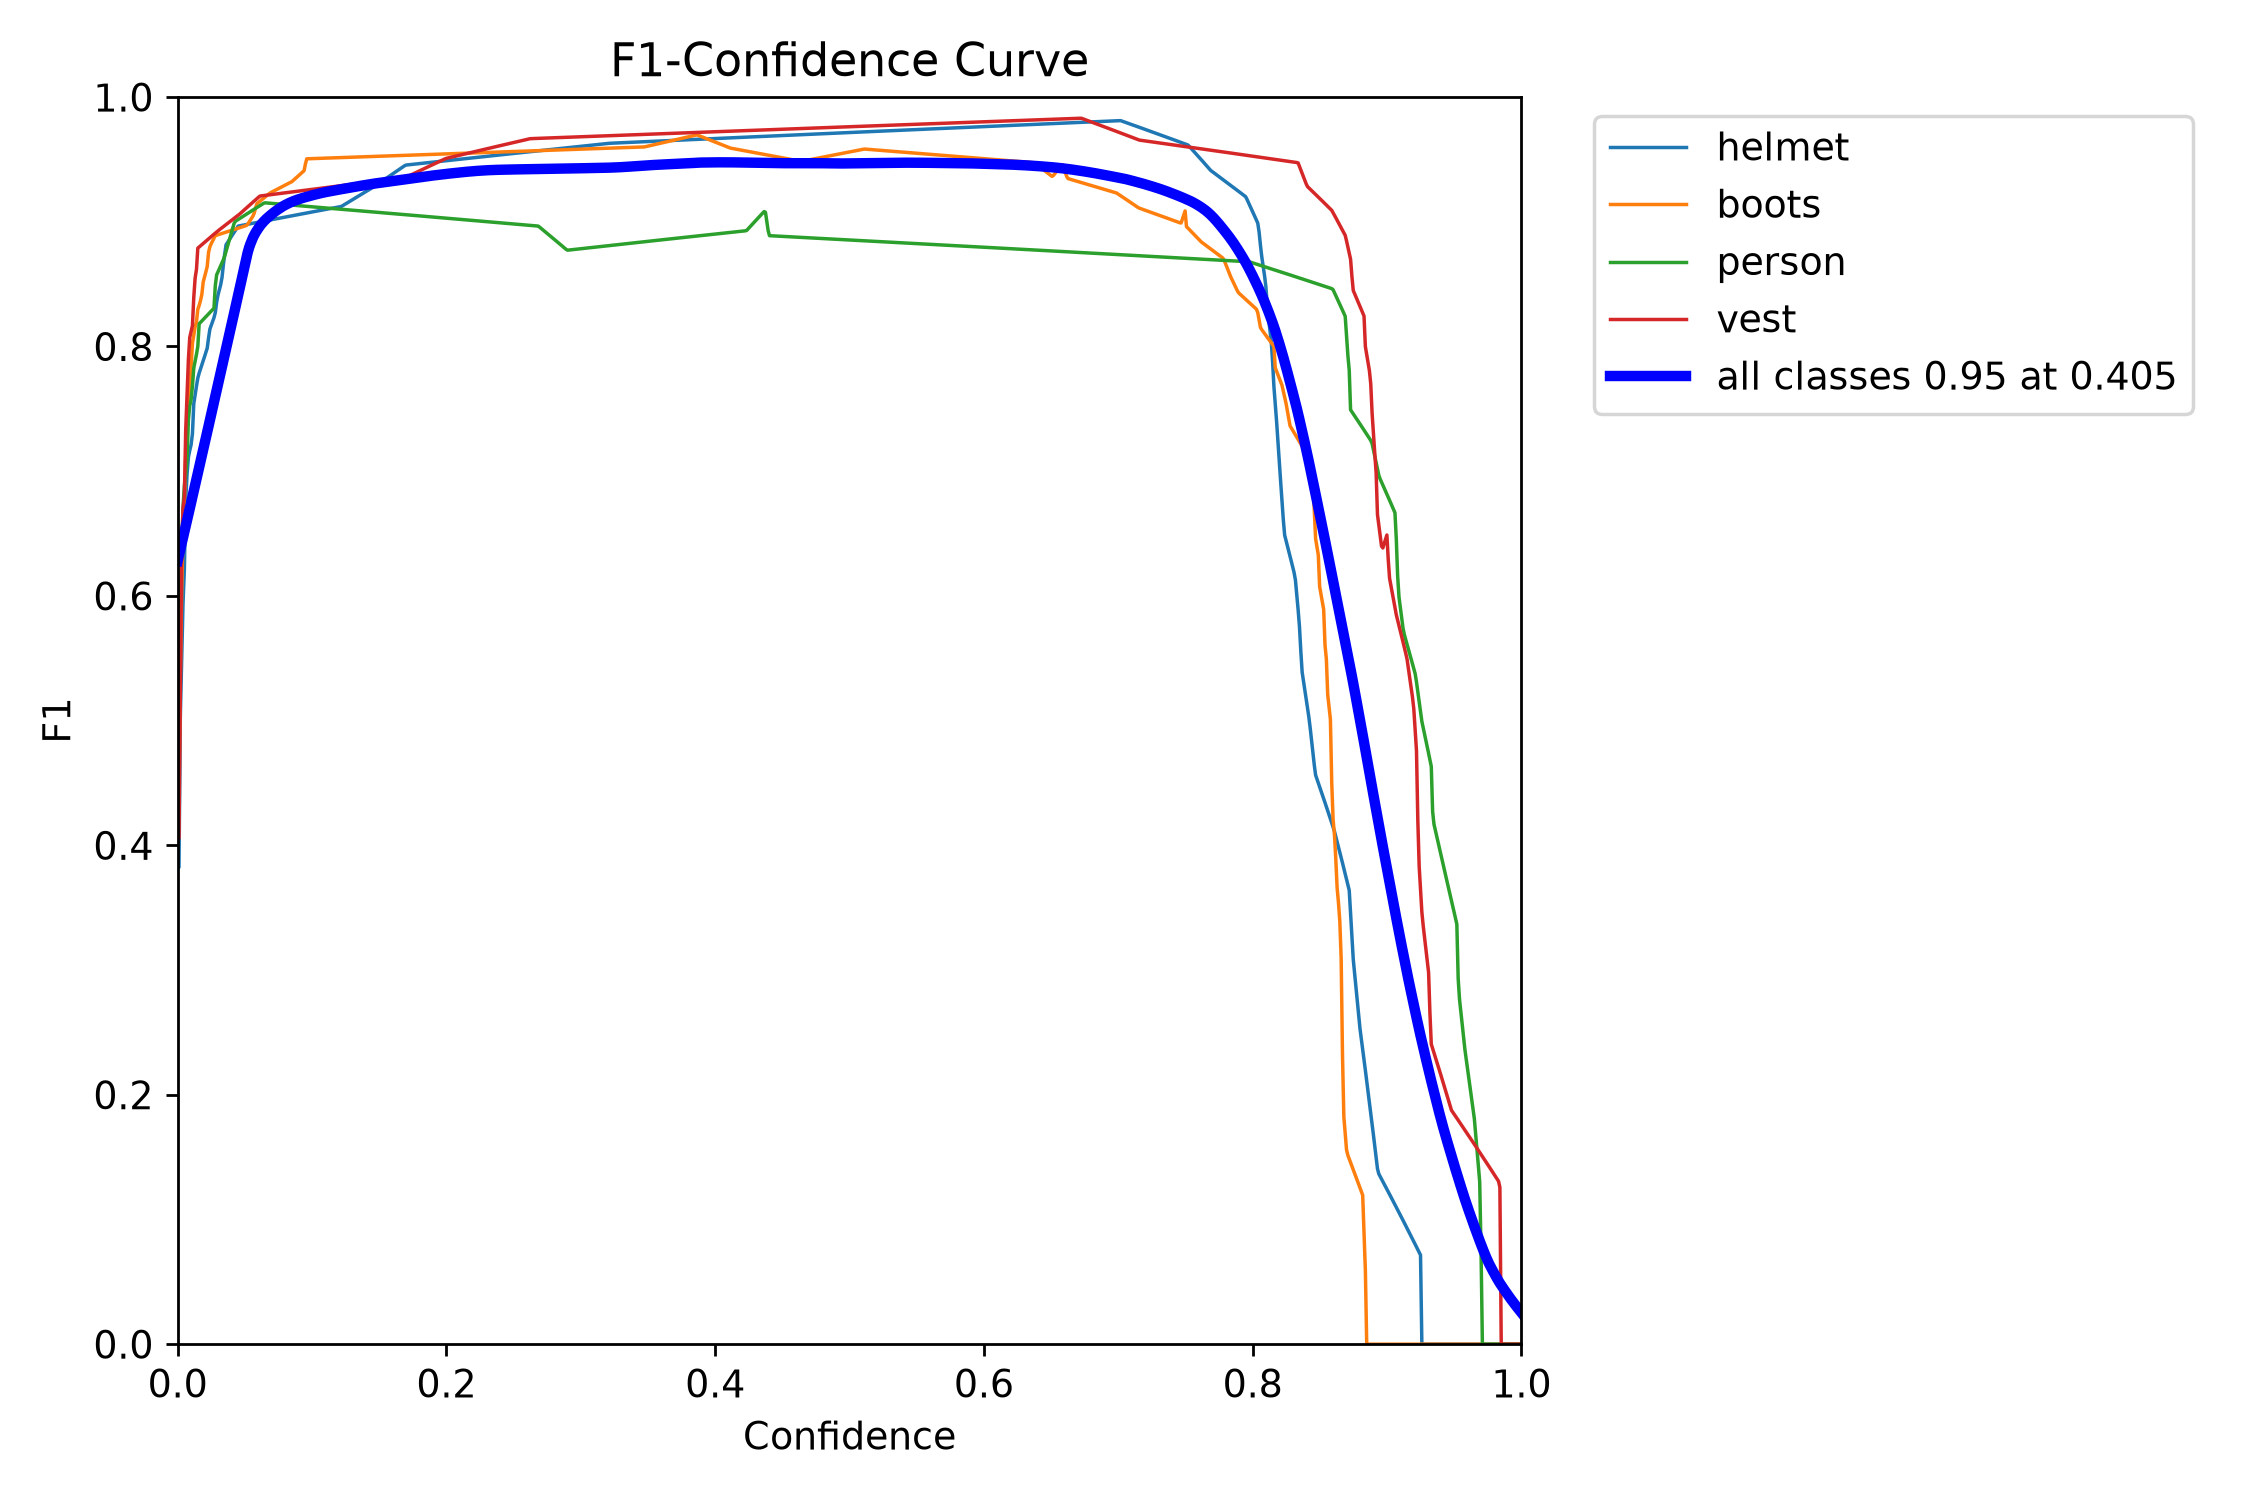 F1-Confidence Curve
1.0
0.8
0.6
0.4
0.2
0.0
F1
0.0 0.2 0.4 0.6 0.8 1.0
Confidence
helmet
boots
person
vest
all classes 0.95 at 0.405